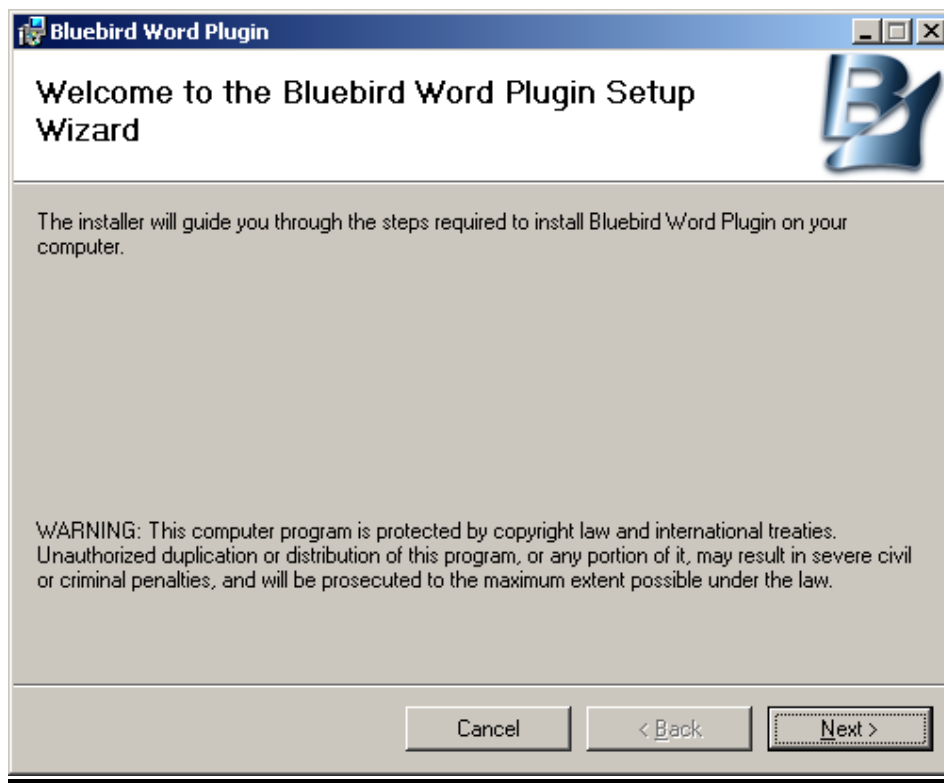 Bluebird Word Plugin
Welcome to the Bluebird Word Plugin Setup
Wizard
The installer will guide you through the steps required to install Bluebird Word Plugin on your
computer.
WARNING: This computer program is protected by copyright law and international treaties.
Unauthorized duplication or distribution of this program, or any portion of it, may result in severe civil
or criminal penalties, and will be prosecuted to the maximum extent possible under the law.
Cancel
< Back
Next >